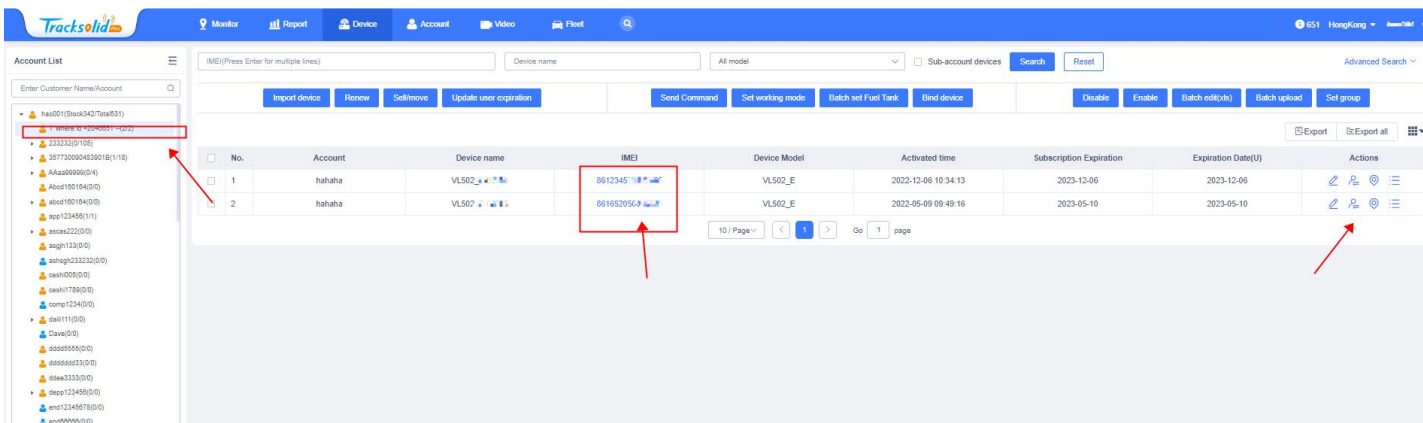 Tracksolid Pro
Monitor Report Device Account Video Fleet
651 HongKong
Account List
Enter Customer Name/Account
hao001(Stock342/Total531)
233232(0/105)
357730090483901B(1/18)
AAaa99999(0/4)
Abcd160164(0/0)
abcd160164(0/0)
app123456(1/1)
ascas222(0/0)
asgjh133(0/0)
ashsgh233232(0/0)
ceshi005(0/0)
ceshi1789(0/0)
comp1234(0/0)
daili111(0/0)
Dave(0/0)
dddd5555(0/0)
ddddddd33(0/0)
ddee3333(0/0)
depp123456(0/0)
end12345678(0/0)
IMEI(Press Enter for multiple lines) Device name All model Sub-account devices Search Reset Advanced Search
Import device Renew Sell/move Update user expiration Send Command Set working mode Batch set Fuel Tank Bind device Disable Enable Batch edit(xls) Batch upload Set group
Export Export all
No. Account Device name IMEI Device Model Activated time Subscription Expiration Expiration Date(U) Actions
1 hahaha VL502_ 8612345 VL502_E 2022-12-06 10:34:13 2023-12-06 2023-12-06
2 hahaha VL502 86165205 VL502_E 2022-05-09 09:49:16 2023-05-10 2023-05-10
10 / Page < 1 > Go 1 page